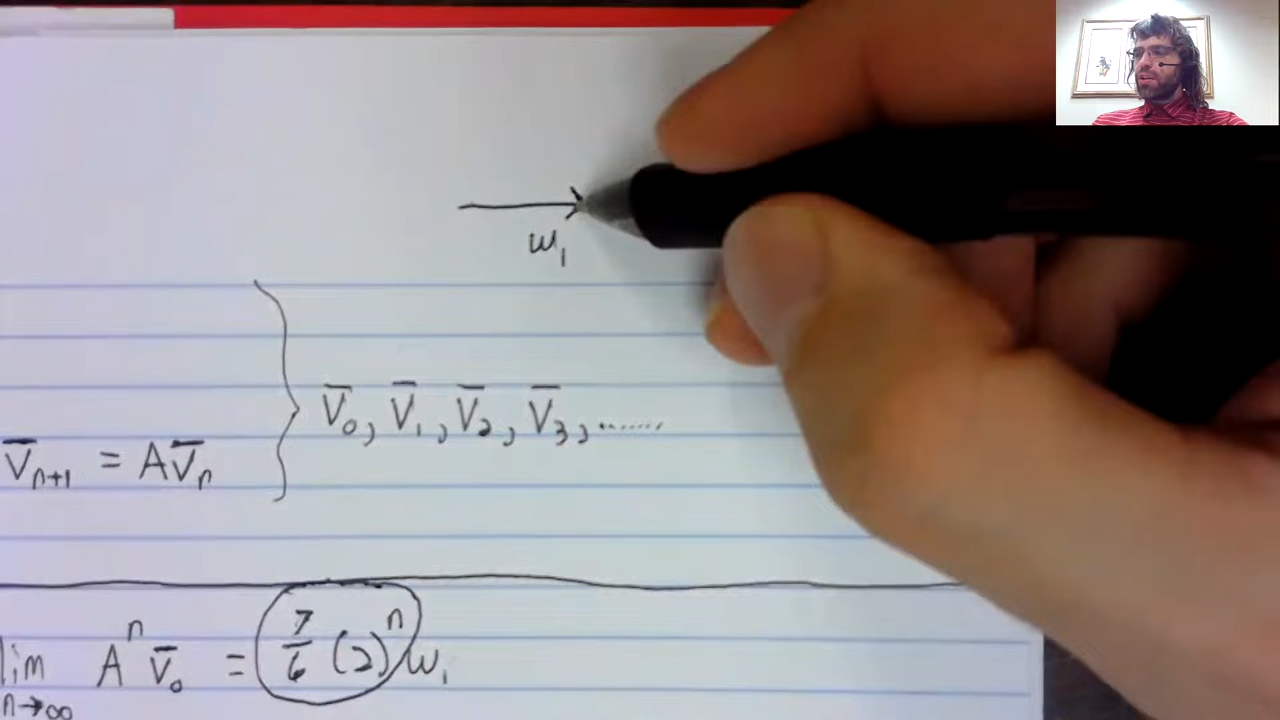 w₁
V̅₀, V̅₁, V̅₂, V̅₃, ......
V̅ₙ₊₁ = AV̅ₙ
lim n→∞ Aⁿ V̅₀ = 7/6 (2)ⁿ w₁